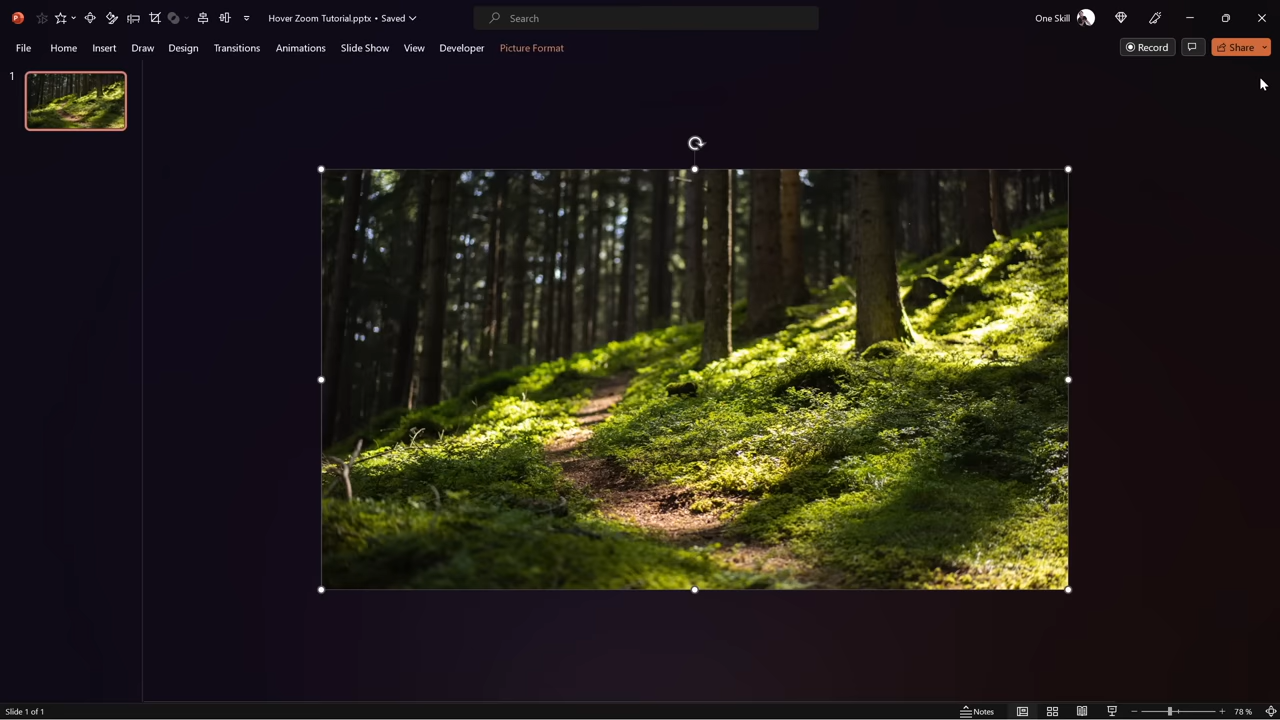 Hover Zoom Tutorial.pptx • Saved
Search
One Skill
File Home Insert Draw Design Transitions Animations Slide Show View Developer Picture Format
Record
Share
1
Slide 1 of 1
Notes
78 %